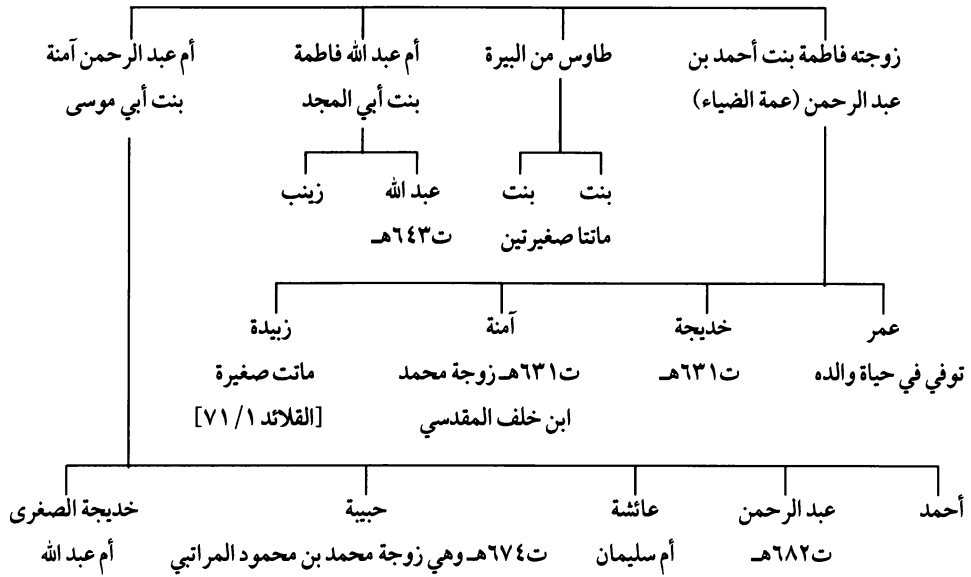 زوجته فاطمة بنت أحمد بن
عبد الرحمن (عمة الضياء)
طاوس من البيرة
أم عبد الله فاطمة
بنت أبي المجد
أم عبد الرحمن آمنة
بنت أبي موسى
بنت
بنت
ماتتا صغيرتين
عبد الله
ت٦٤٣هـ
زينب
عمر
توفي في حياة والده
خديجة
ت٦٣١هـ
آمنة
ت٦٣١هـ زوجة محمد
ابن خلف المقدسي
زبيدة
ماتت صغيرة
[القلائد ١/ ٧١]
أحمد
عبد الرحمن
ت٦٨٢هـ
عائشة
أم سليمان
حبيبة
ت٦٧٤هـ وهي زوجة محمد بن محمود المراتبي
خديجة الصغرى
أم عبد الله